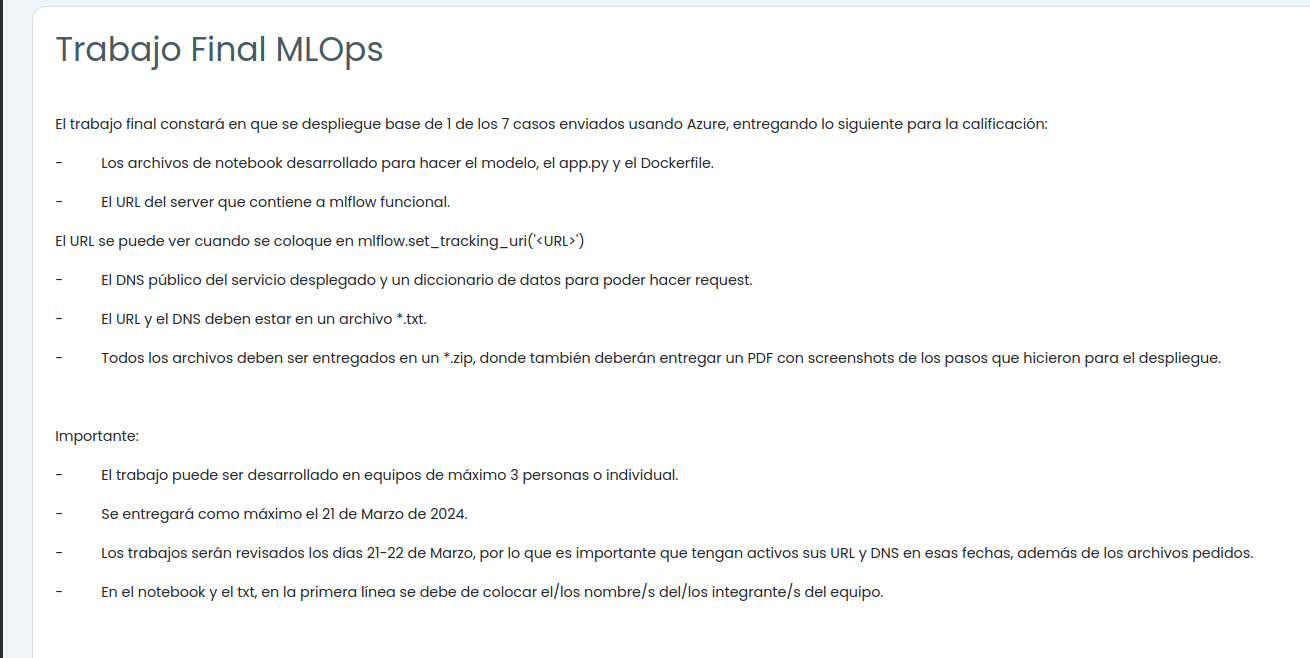 Trabajo Final MLOps
El trabajo final constará en que se despliegue base de 1 de los 7 casos enviados usando Azure, entregando lo siguiente para la calificación:
- Los archivos de notebook desarrollado para hacer el modelo, el app.py y el Dockerfile.
- El URL del server que contiene a mlflow funcional.
El URL se puede ver cuando se coloque en mlflow.set_tracking_uri('<URL>')
- El DNS público del servicio desplegado y un diccionario de datos para poder hacer request.
- El URL y el DNS deben estar en un archivo *.txt.
- Todos los archivos deben ser entregados en un *.zip, donde también deberán entregar un PDF con screenshots de los pasos que hicieron para el despliegue.
Importante:
- El trabajo puede ser desarrollado en equipos de máximo 3 personas o individual.
- Se entregará como máximo el 21 de Marzo de 2024.
- Los trabajos serán revisados los días 21-22 de Marzo, por lo que es importante que tengan activos sus URL y DNS en esas fechas, además de los archivos pedidos.
- En el notebook y el txt, en la primera línea se debe de colocar el/los nombre/s del/los integrante/s del equipo.